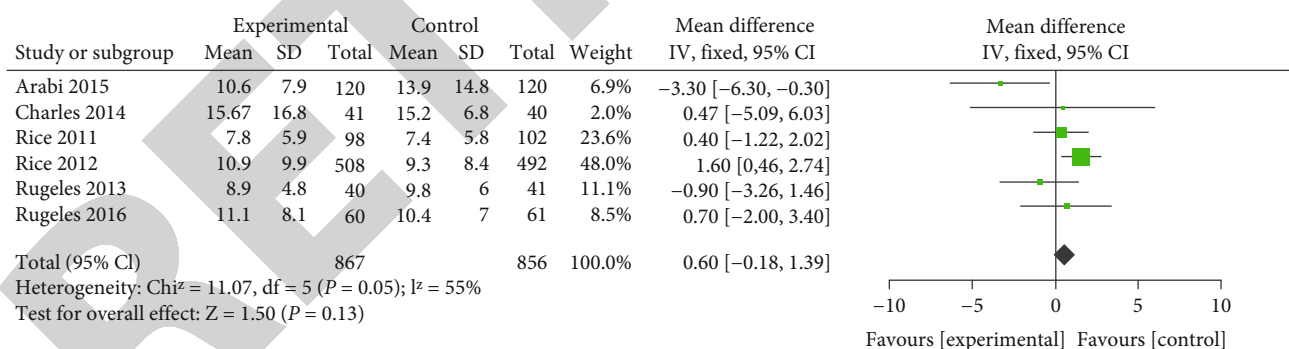 Experimental Control Mean difference Mean difference
Study or subgroup Mean SD Total Mean SD Total Weight IV, fixed, 95% CI IV, fixed, 95% CI
Arabi 2015 10.6 7.9 120 13.9 14.8 120 6.9% −3.30 [−6.30, −0.30]
Charles 2014 15.67 16.8 41 15.2 6.8 40 2.0% 0.47 [−5.09, 6.03]
Rice 2011 7.8 5.9 98 7.4 5.8 102 23.6% 0.40 [−1.22, 2.02]
Rice 2012 10.9 9.9 508 9.3 8.4 492 48.0% 1.60 [0,46, 2.74]
Rugeles 2013 8.9 4.8 40 9.8 6 41 11.1% −0.90 [−3.26, 1.46]
Rugeles 2016 11.1 8.1 60 10.4 7 61 8.5% 0.70 [−2.00, 3.40]
Total (95% Cl) 867 856 100.0% 0.60 [−0.18, 1.39]
Heterogeneity: Chiᶻ = 11.07, df = 5 (P = 0.05); lᶻ = 55%
Test for overall effect: Z = 1.50 (P = 0.13)
−10 −5 0 5 10
Favours [experimental] Favours [control]